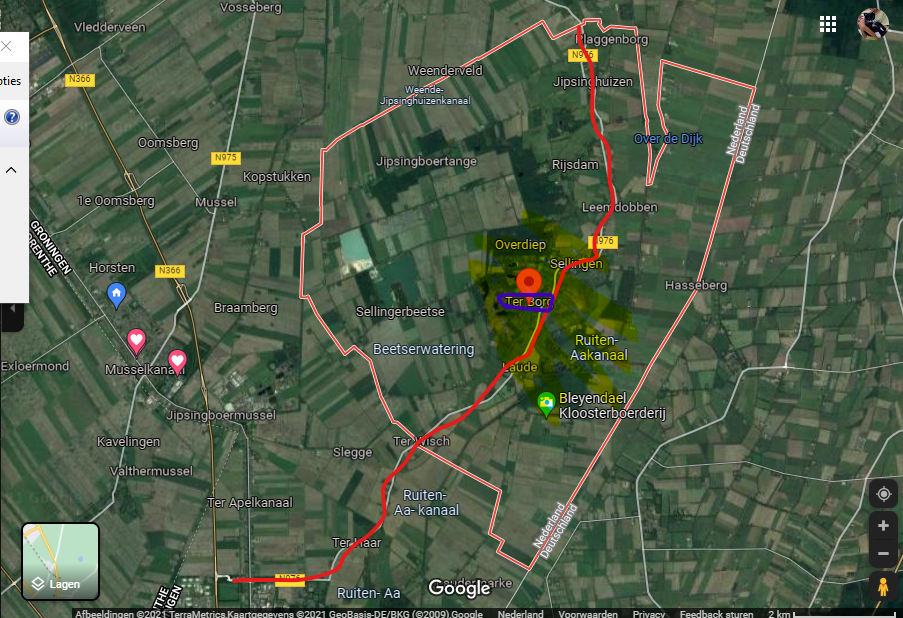 Vosseberg
Vledderveen
Plaggenborg
N976
Weenderveld
Jipsinghuizen
N366
pties
Weende-
Jipsinghuizenkanaal
Nederland
Deutschland
Over de Dijk
Oomsberg
N975
Jipsingboertange
Rijsdam
Kopstukken
1e Oomsberg
Mussel
Leemdobben
GRONINGEN
DRENTHE
Overdiep
N976
Sellingen
Horsten
N366
Hasseberg
Ter Borg
Braamberg
Sellingerbeetse
Ruiten-
Aakanaal
Beetserwatering
Exloermond
Musselkanaal
Laude
Bleyendael
Kloosterboerderij
Jipsingboermussel
Kavelingen
Ter Wisch
Slegge
Valthermussel
Ruiten-
Aa- kanaal
Ter Apelkanaal
Nederland
Deutschland
Ter Haar
N976
Lagen
Ruiten- Aa
Google
Afbeeldingen ©2021 TerraMetrics,Kaartgegevens ©2021 GeoBasis-DE/BKG (©2009),Google Nederland Voorwaarden Privacy Feedback sturen 2 km